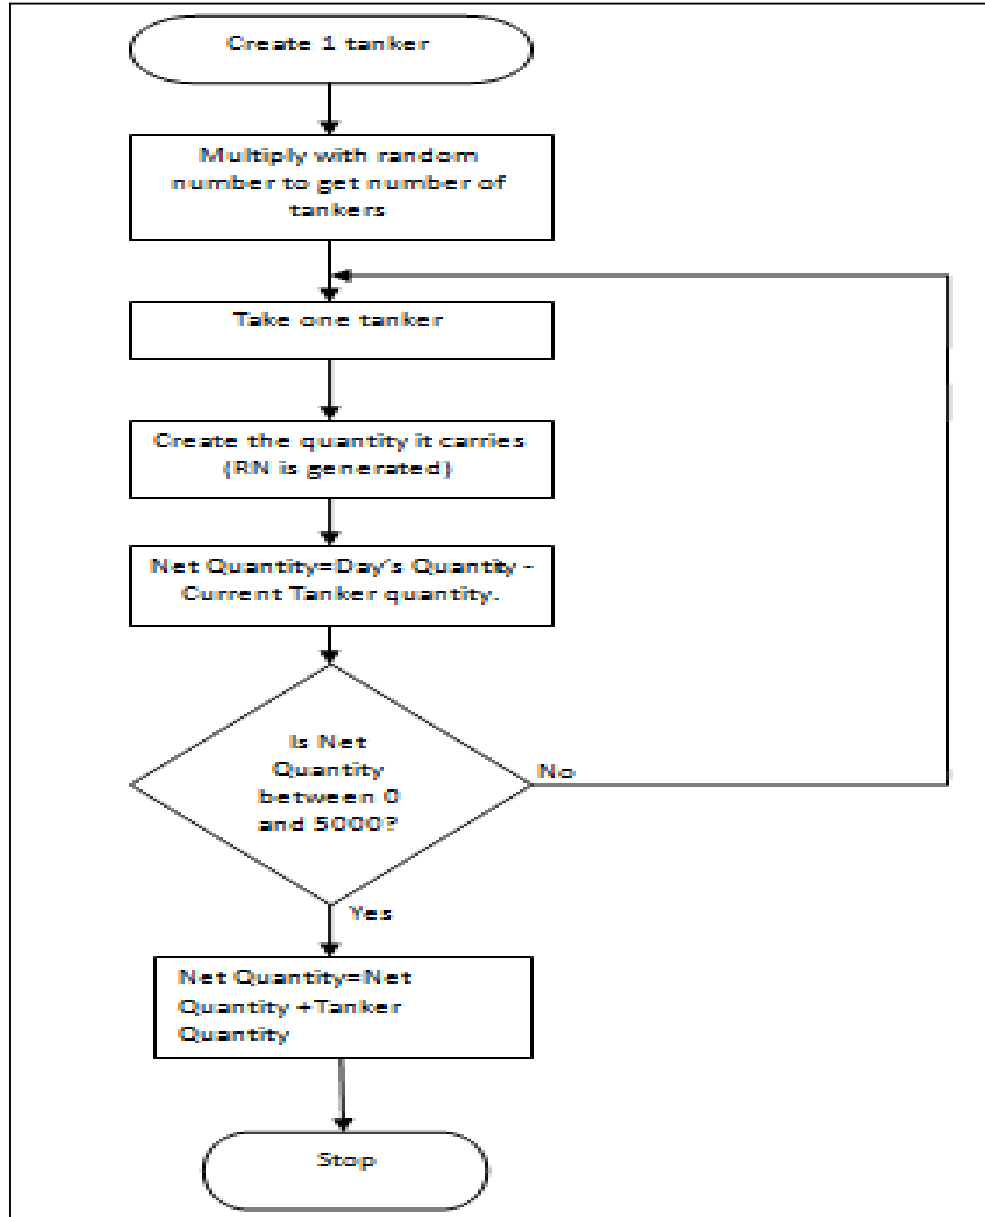 Create 1 tanker
Multiply with random
number to get number of
tankers
Take one tanker
Create the quantity it carries
(RN is generated)
Net Quantity=Day's Quantity -
Current Tanker quantity.
Is Net
Quantity
between 0
and 5000?
No
Yes
Net Quantity=Net
Quantity +Tanker
Quantity
Stop